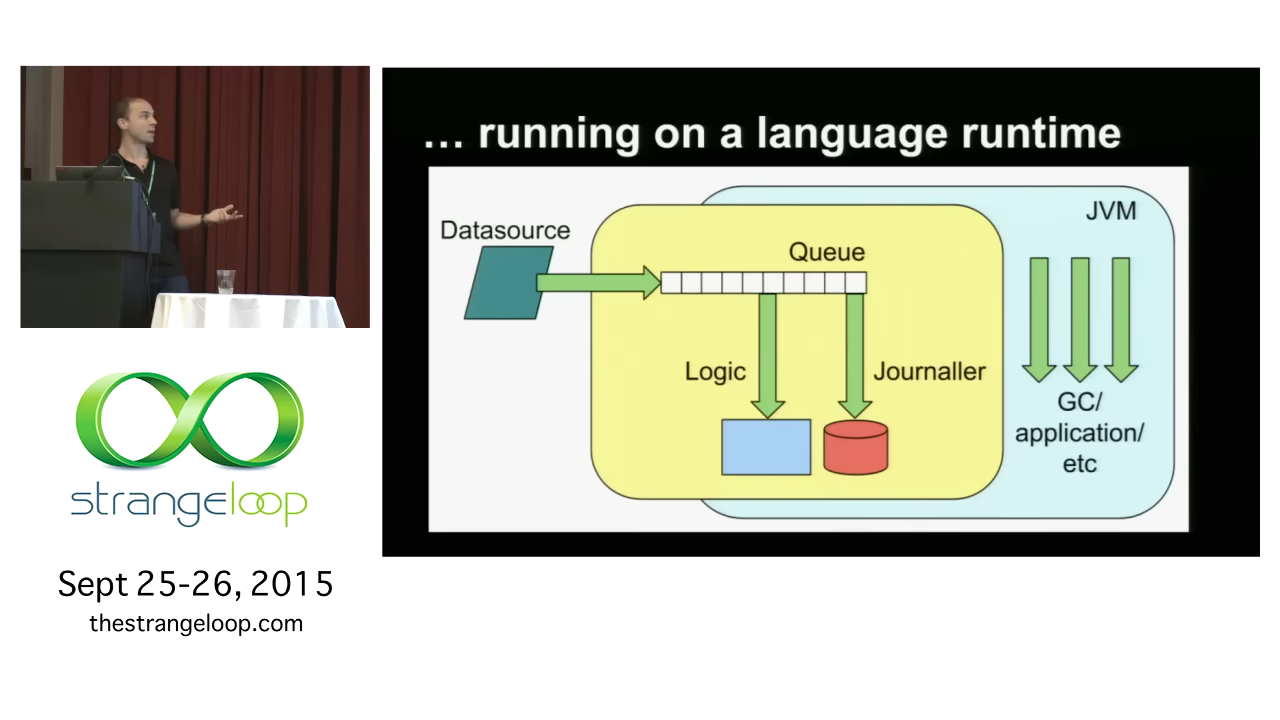 ... running on a language runtime
Datasource
Queue
JVM
Logic
Journaller
GC/
application/
etc
strangeloop
Sept 25-26, 2015
thestrangeloop.com